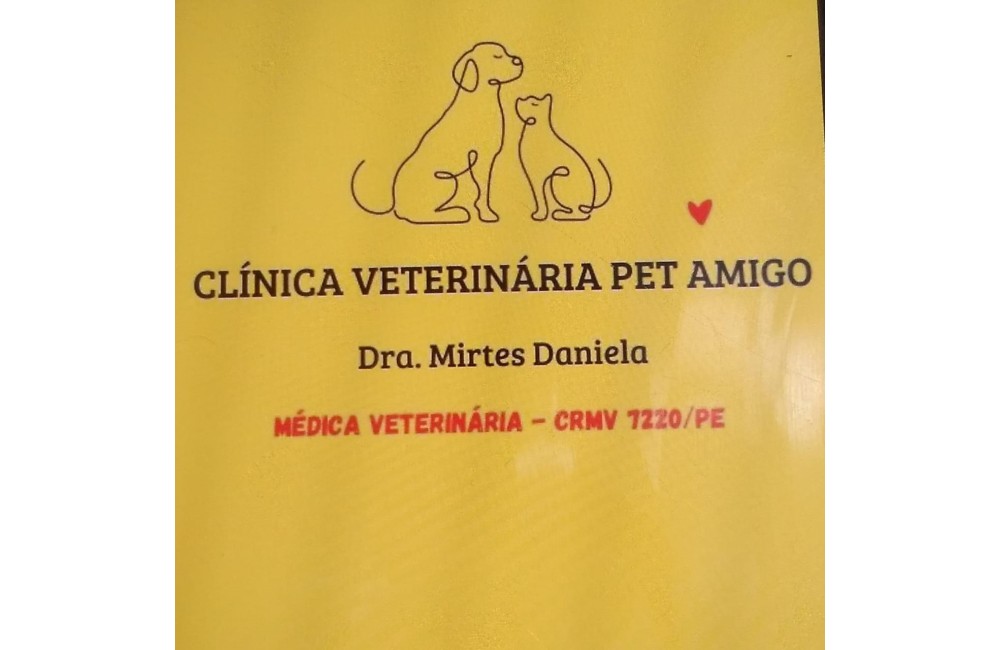 CLÍNICA VETERINÁRIA PET AMIGO
Dra. Mirtes Daniela
MÉDICA VETERINÁRIA - CRMV 7220/PE